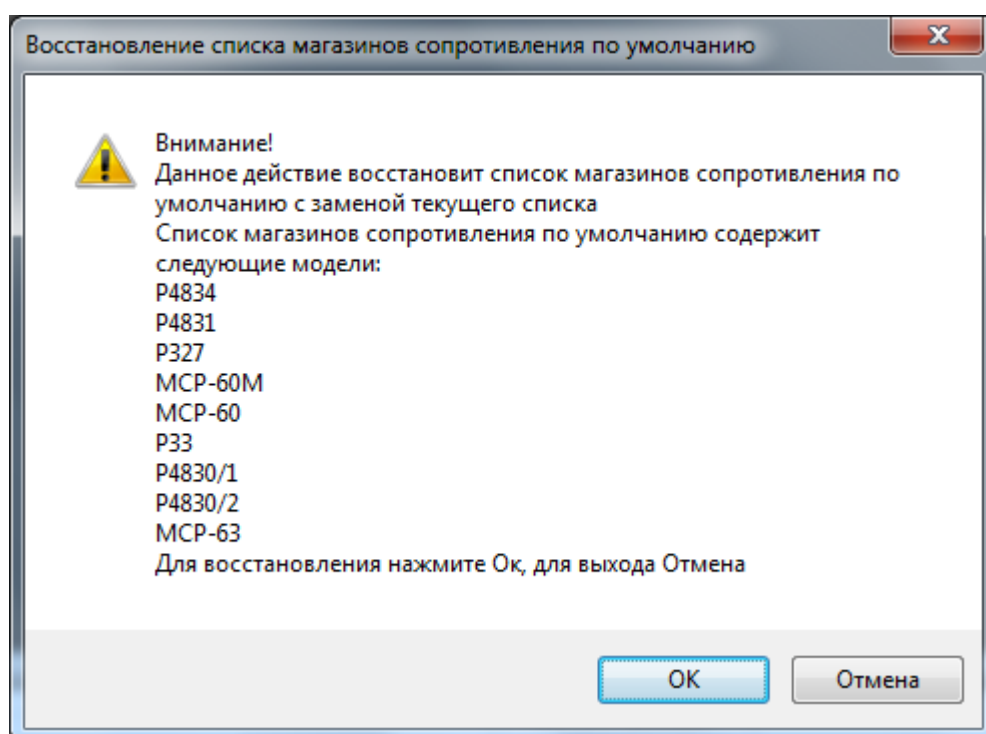 Восстановление списка магазинов сопротивления по умолчанию
Внимание!
Данное действие восстановит список магазинов сопротивления по
умолчанию с заменой текущего списка
Список магазинов сопротивления по умолчанию содержит
следующие модели:
Р4834
Р4831
Р327
МСР-60М
МСР-60
Р33
Р4830/1
Р4830/2
МСР-63
Для восстановления нажмите Ок, для выхода Отмена
ОК
Отмена